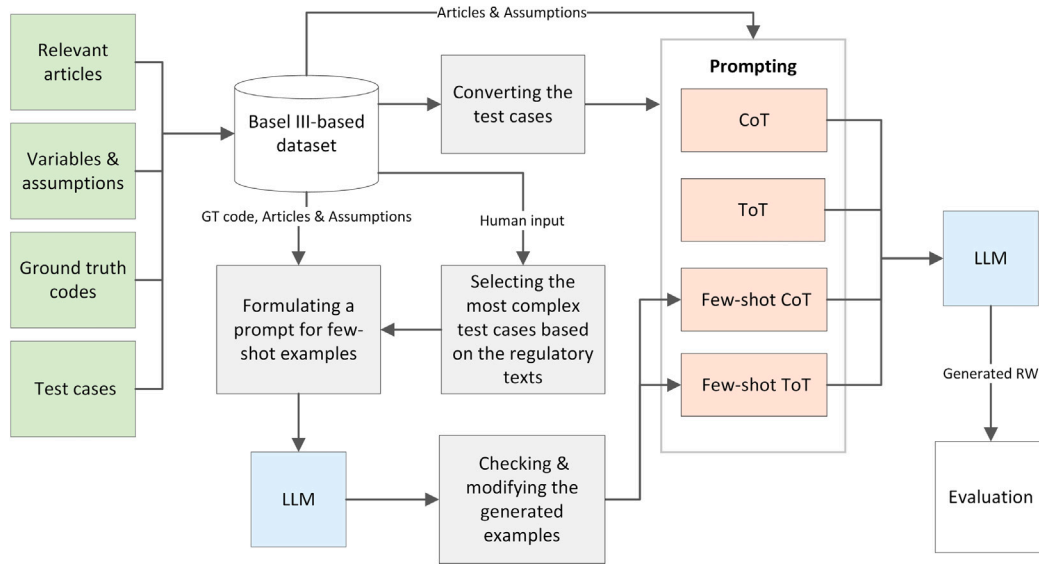 Articles & Assumptions
Relevant
articles
Variables &
assumptions
Ground truth
codes
Test cases
Basel III-based
dataset
Converting the
test cases
GT code, Articles & Assumptions
Human input
Formulating a
prompt for few-
shot examples
Selecting the
most complex
test cases based
on the regulatory
texts
LLM
Checking &
modifying the
generated
examples
Prompting
CoT
ToT
Few-shot CoT
Few-shot ToT
LLM
Generated RW
Evaluation